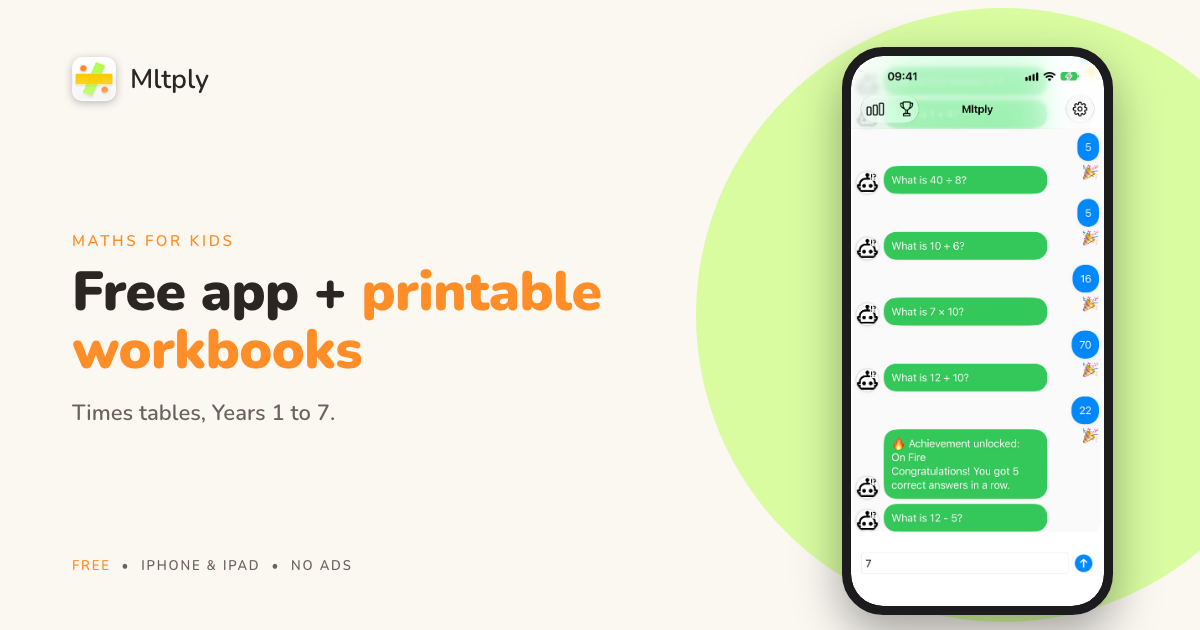 Mltply
MATHS FOR KIDS
Free app + printable
workbooks
Times tables, Years 1 to 7.
FREE • IPHONE & IPAD • NO ADS
09:41
Mltply
5
What is 40 ÷ 8?
5
What is 10 + 6?
16
What is 7 × 10?
70
What is 12 + 10?
22
🔥 Achievement unlocked:
On Fire
Congratulations! You got 5
correct answers in a row.
What is 12 - 5?
7